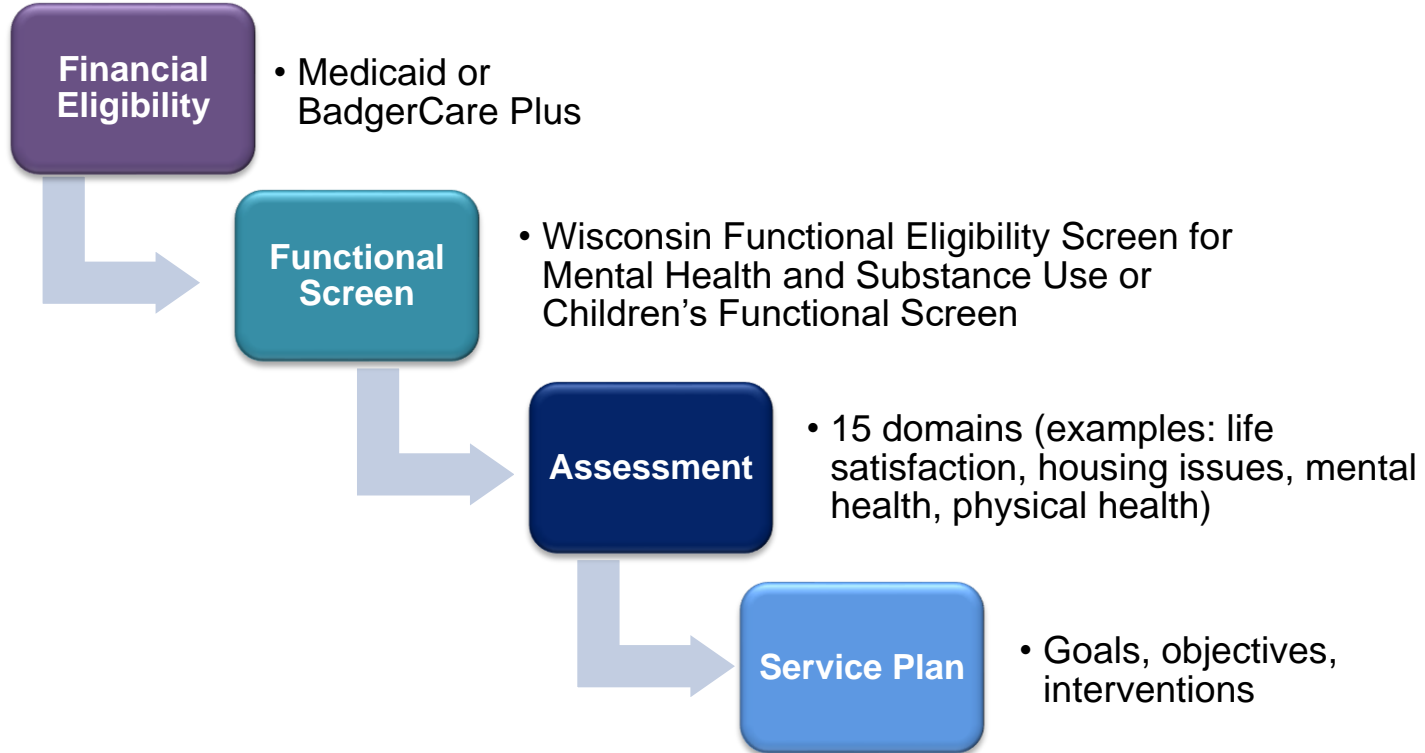 Financial
Eligibility
• Medicaid or
BadgerCare Plus
Functional
Screen
• Wisconsin Functional Eligibility Screen for
Mental Health and Substance Use or
Children’s Functional Screen
Assessment
• 15 domains (examples: life
satisfaction, housing issues, mental
health, physical health)
Service Plan
• Goals, objectives,
interventions